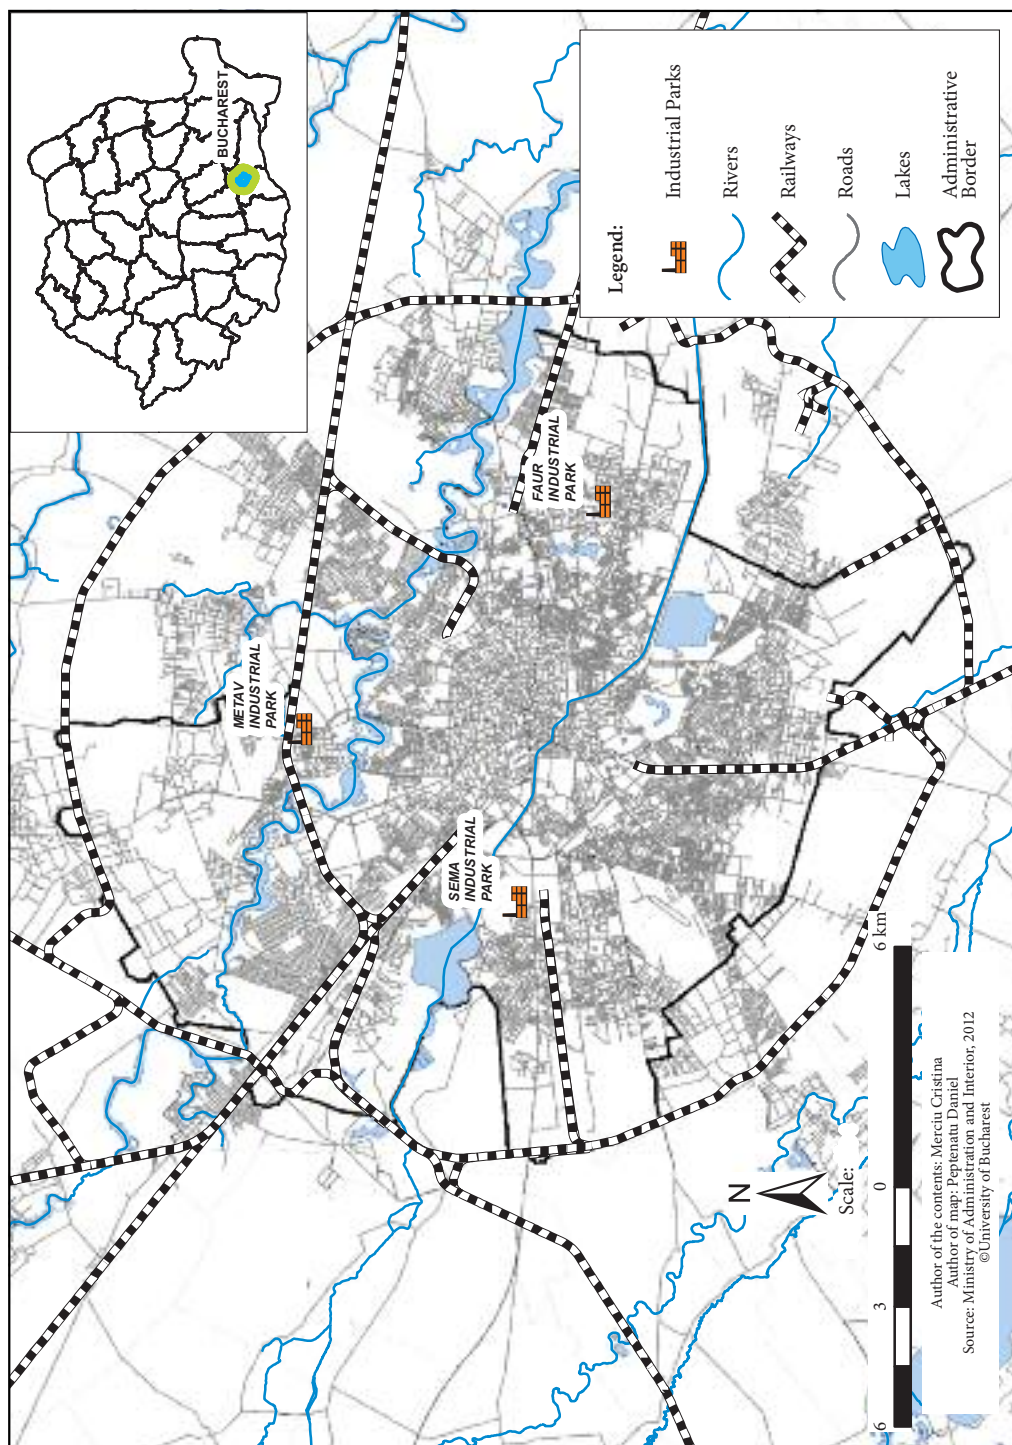 BUCHAREST
METAV
INDUSTRIAL
PARK
SEMA
INDUSTRIAL
PARK
FAUR
INDUSTRIAL
PARK
Legend:
Industrial Parks
Rivers
Railways
Roads
Lakes
Administrative
Border
N
Scale:
6 3 0 6 km
Author of the contents: Merciu Cristina
Author of map: Peptenatu Daniel
Source: Ministry of Administration and Interior, 2012
©University of Bucharest